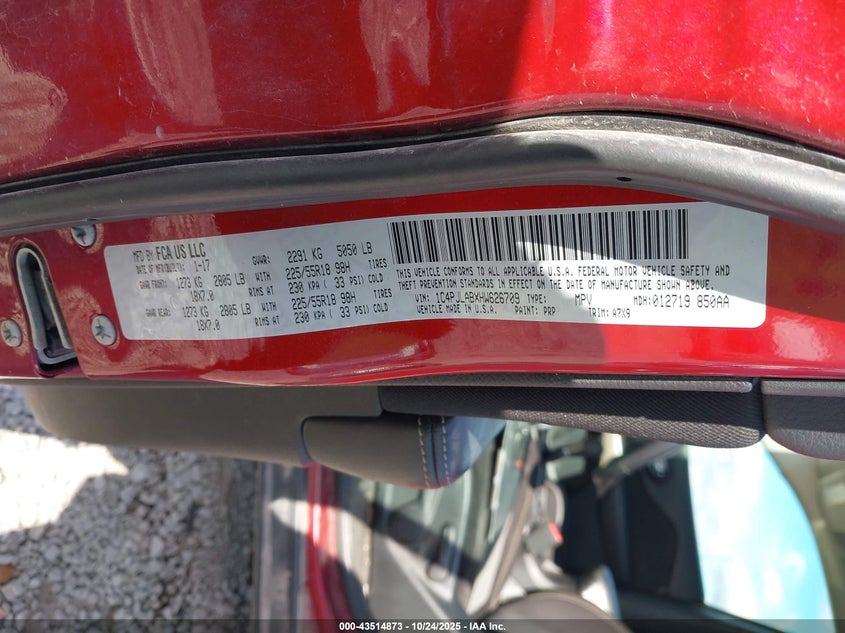 MFD BY FCA US LLC
DATE OF MFR(BUILT): 1-17
GVWR: 2291 KG 5050 LB
GAWR FRONT: 1273 KG 2805 LB WITH 225/55R18 98H TIRES
18X7.0 RIMS AT 230 KPA ( 33 PSI) COLD
GAWR REAR: 1273 KG 2805 LB WITH 225/55R18 98H TIRES
18X7.0 RIMS AT 230 KPA ( 33 PSI) COLD
THIS VEHICLE CONFORMS TO ALL APPLICABLE U.S.A. FEDERAL MOTOR VEHICLE SAFETY AND
THEFT PREVENTION STANDARDS IN EFFECT ON THE DATE OF MANUFACTURE SHOWN ABOVE.
VIN: 1C4PJLABXHW626709 TYPE: MPV MDH: 012719 850AA
VEHICLE MADE IN U.S.A. PAINT: PRP TRIM: A7X9
000-43514873 - 10/24/2025 - IAA, Inc.